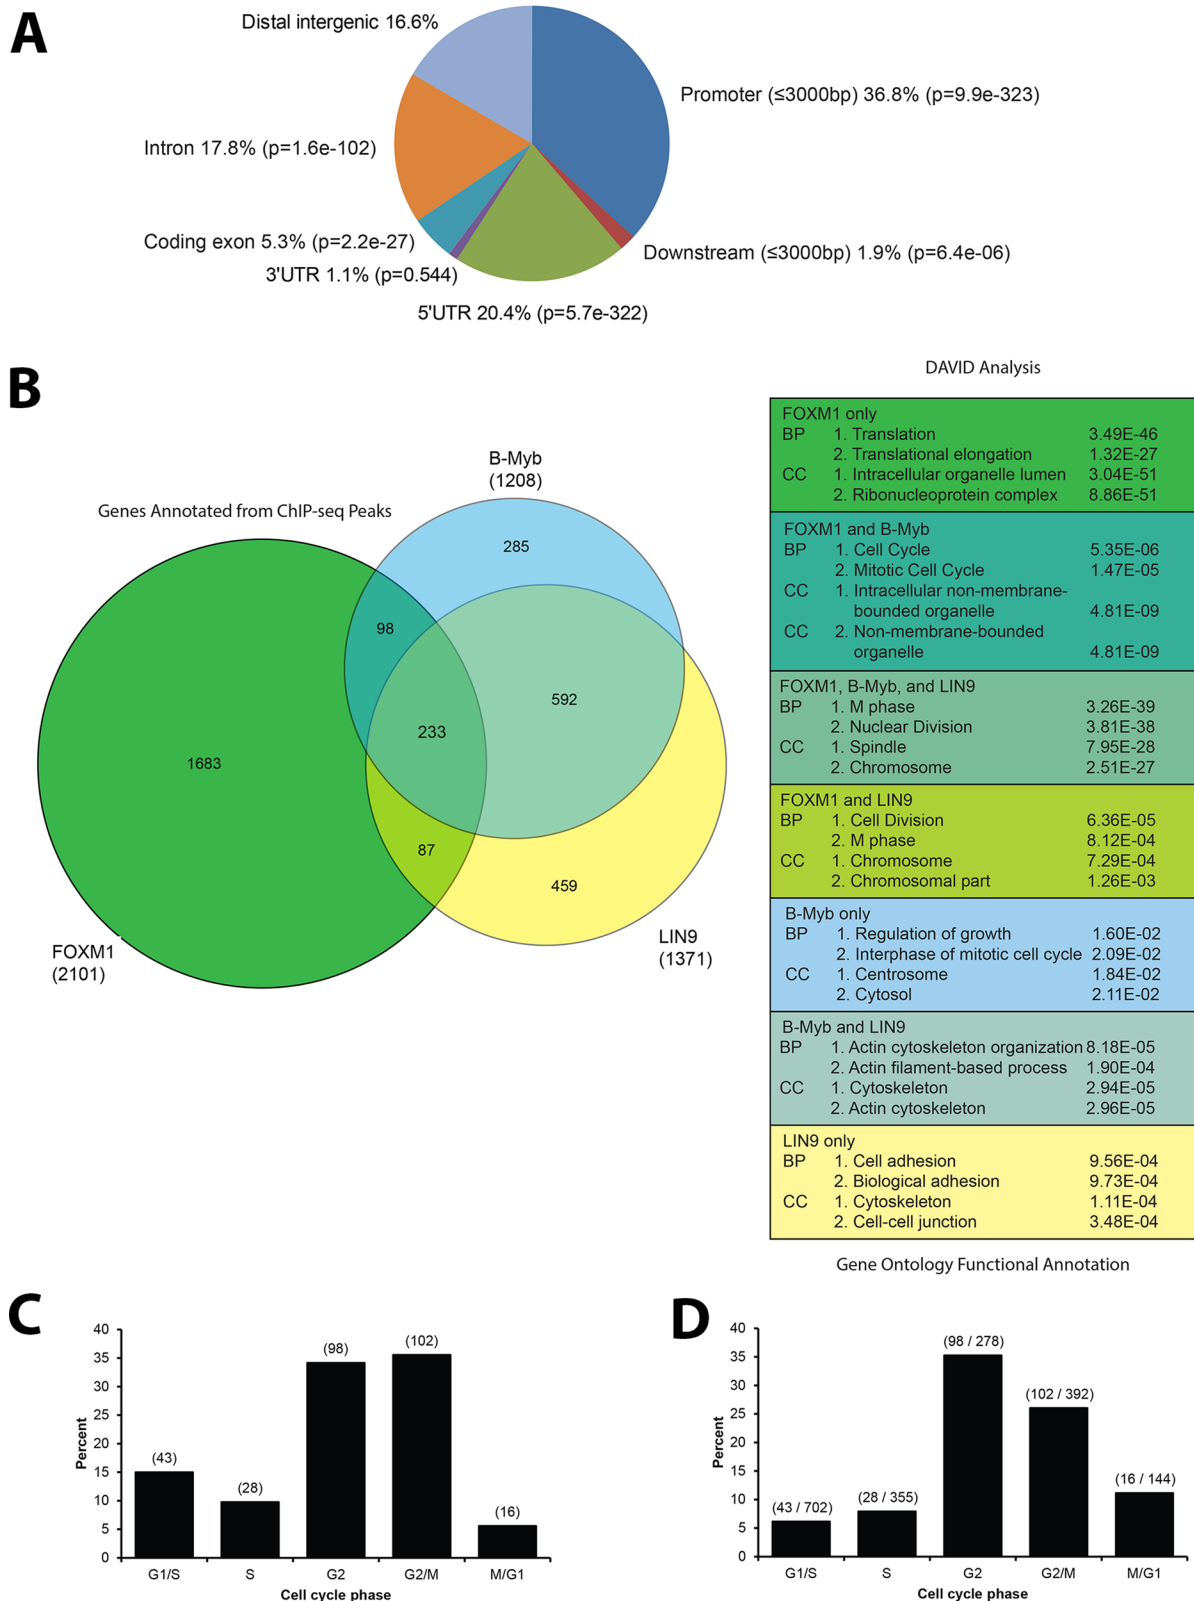 A
Distal intergenic 16.6%
Promoter (≤3000bp) 36.8% (p=9.9e-323)
Intron 17.8% (p=1.6e-102)
Coding exon 5.3% (p=2.2e-27)
Downstream (≤3000bp) 1.9% (p=6.4e-06)
3'UTR 1.1% (p=0.544)
5'UTR 20.4% (p=5.7e-322)
B
Genes Annotated from ChIP-seq Peaks
B-Myb
(1208)
285
98
592
233
1683
87
459
FOXM1
(2101)
LIN9
(1371)
DAVID Analysis
FOXM1 only
BP 1. Translation 3.49E-46
2. Translational elongation 1.32E-27
CC 1. Intracellular organelle lumen 3.04E-51
2. Ribonucleoprotein complex 8.86E-51
FOXM1 and B-Myb
BP 1. Cell Cycle 5.35E-06
2. Mitotic Cell Cycle 1.47E-05
CC 1. Intracellular non-membrane-
bounded organelle 4.81E-09
CC 2. Non-membrane-bounded
organelle 4.81E-09
FOXM1, B-Myb, and LIN9
BP 1. M phase 3.26E-39
2. Nuclear Division 3.81E-38
CC 1. Spindle 7.95E-28
2. Chromosome 2.51E-27
FOXM1 and LIN9
BP 1. Cell Division 6.36E-05
2. M phase 8.12E-04
CC 1. Chromosome 7.29E-04
2. Chromosomal part 1.26E-03
B-Myb only
BP 1. Regulation of growth 1.60E-02
2. Interphase of mitotic cell cycle 2.09E-02
CC 1. Centrosome 1.84E-02
2. Cytosol 2.11E-02
B-Myb and LIN9
BP 1. Actin cytoskeleton organization 8.18E-05
2. Actin filament-based process 1.90E-04
CC 1. Cytoskeleton 2.94E-05
2. Actin cytoskeleton 2.96E-05
LIN9 only
BP 1. Cell adhesion 9.56E-04
2. Biological adhesion 9.73E-04
CC 1. Cytoskeleton 1.11E-04
2. Cell-cell junction 3.48E-04
Gene Ontology Functional Annotation
C
Percent
40
35
30
25
20
15
10
5
0
(43)
(28)
(98)
(102)
(16)
G1/S S G2 G2/M M/G1
Cell cycle phase
D
Percent
40
35
30
25
20
15
10
5
0
(43 / 702)
(28 / 355)
(98 / 278)
(102 / 392)
(16 / 144)
G1/S S G2 G2/M M/G1
Cell cycle phase